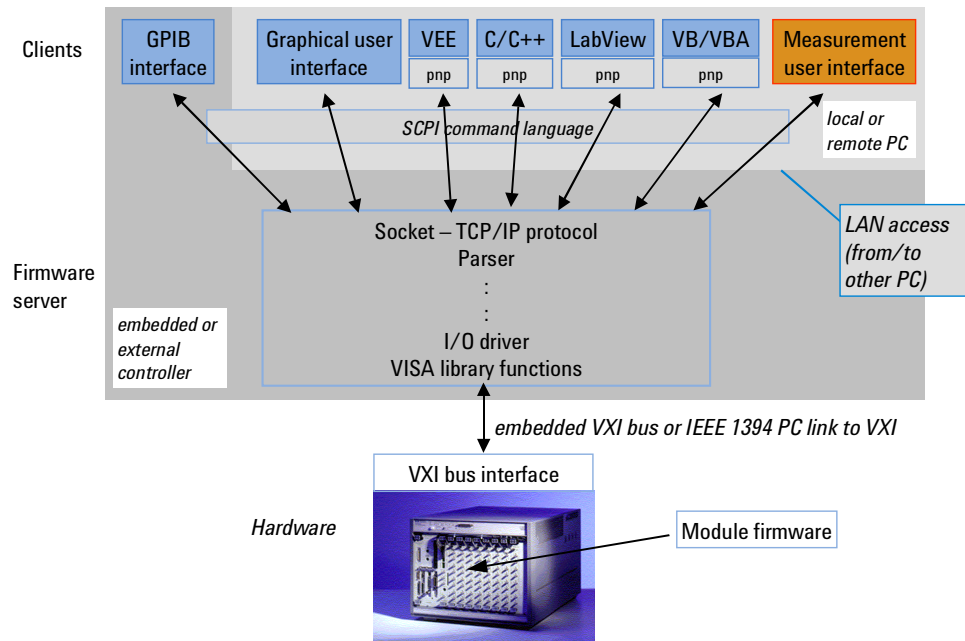 Clients
GPIB
interface
Graphical user
interface
VEE
pnp
C/C++
pnp
LabView
pnp
VB/VBA
pnp
Measurement
user interface
SCPI command language
local or
remote PC
LAN access
(from/to
other PC)
Firmware
server
Socket – TCP/IP protocol
Parser
:
:
I/O driver
VISA library functions
embedded or
external
controller
embedded VXI bus or IEEE 1394 PC link to VXI
VXI bus interface
Hardware
Module firmware